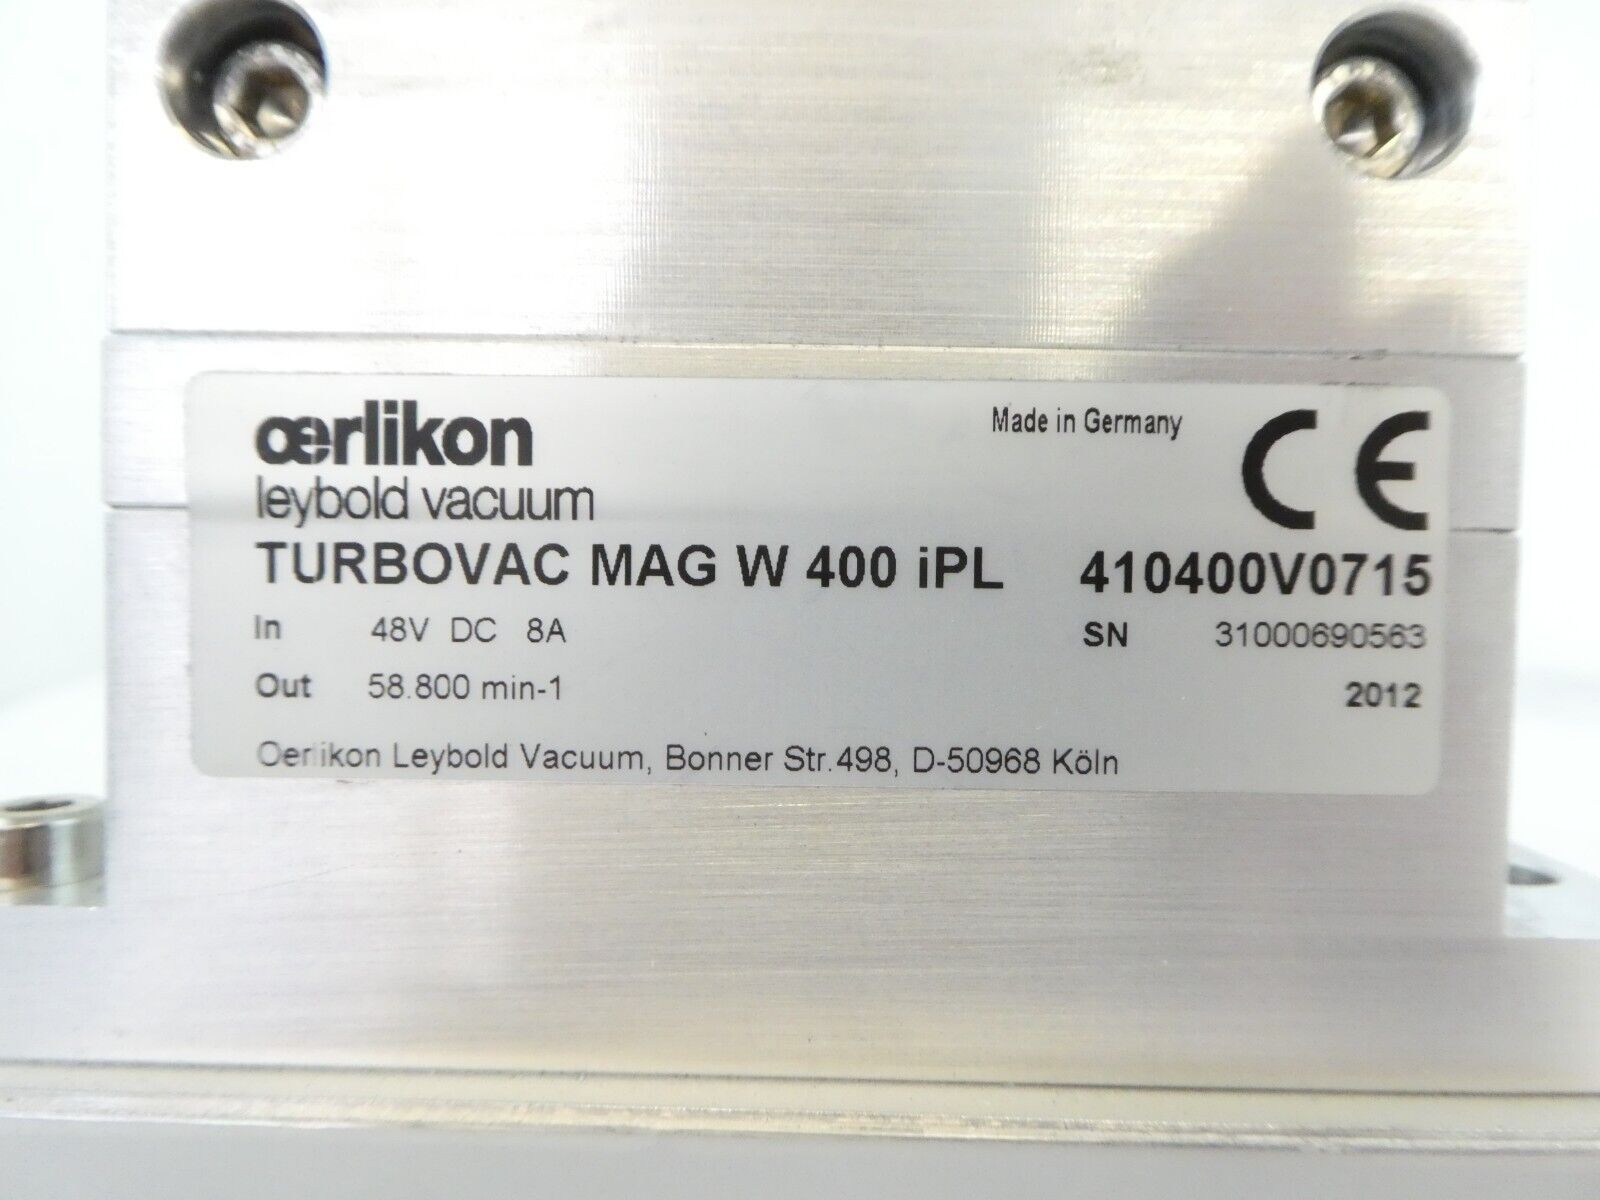 œrlikon
leybold vacuum
Made in Germany
CE
TURBOVAC MAG W 400 iPL 410400V0715
In 48V DC 8A SN 31000690563
Out 58.800 min-1 2012
Oerlikon Leybold Vacuum, Bonner Str.498, D-50968 Köln